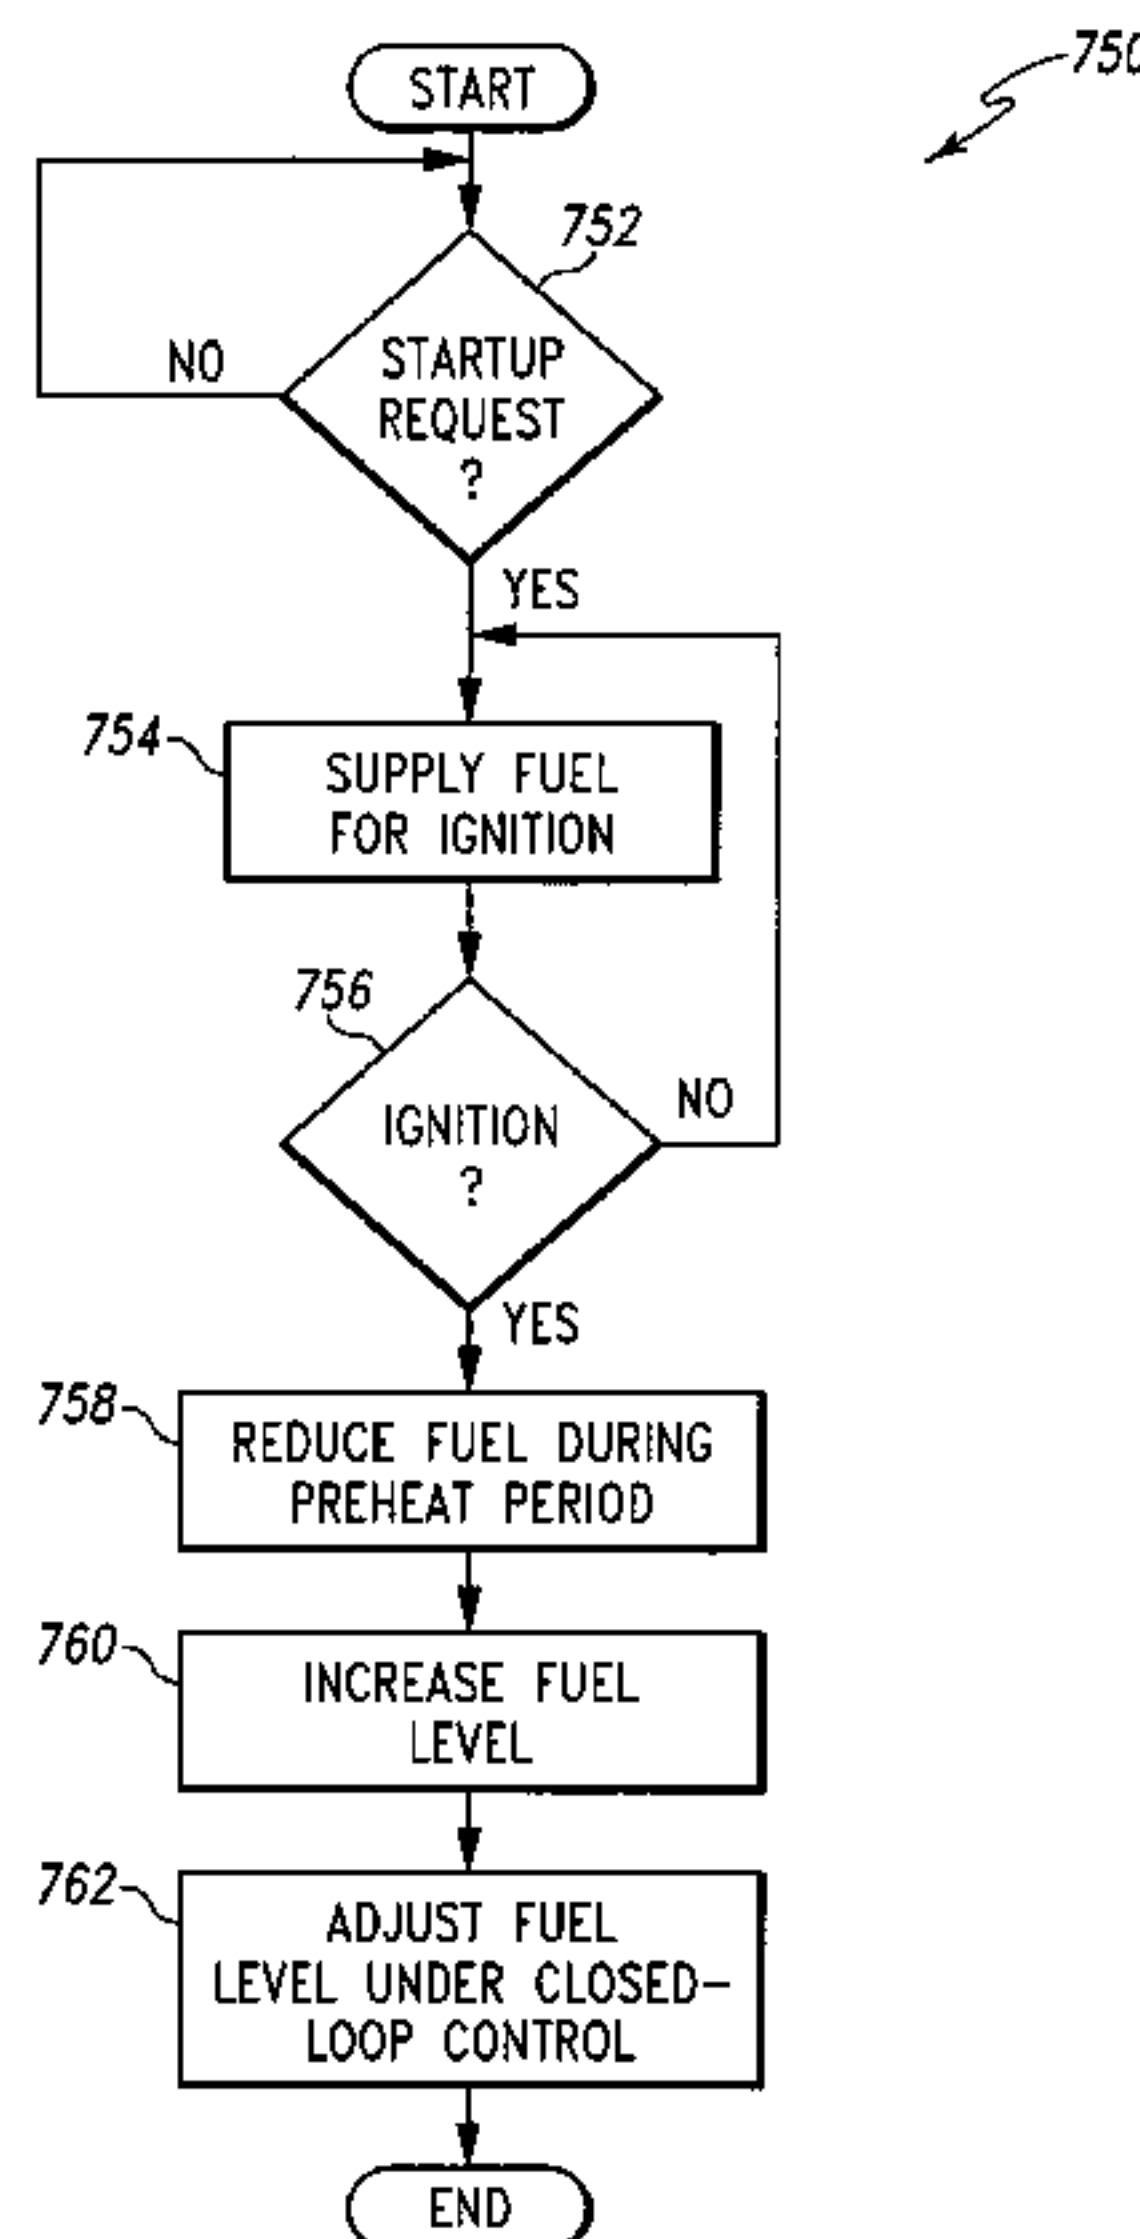 START
750
752
NO
STARTUP
REQUEST
?
YES
754
SUPPLY FUEL
FOR IGNITION
756
NO
IGNITION
?
YES
758
REDUCE FUEL DURING
PREHEAT PERIOD
760
INCREASE FUEL
LEVEL
762
ADJUST FUEL
LEVEL UNDER CLOSED-
LOOP CONTROL
END